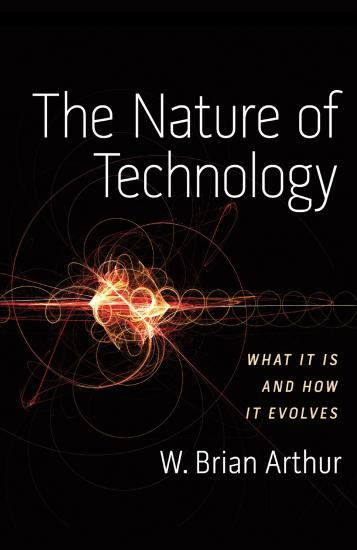 The Nature of
Technology
WHAT IT IS
AND HOW
IT EVOLVES
W. Brian Arthur